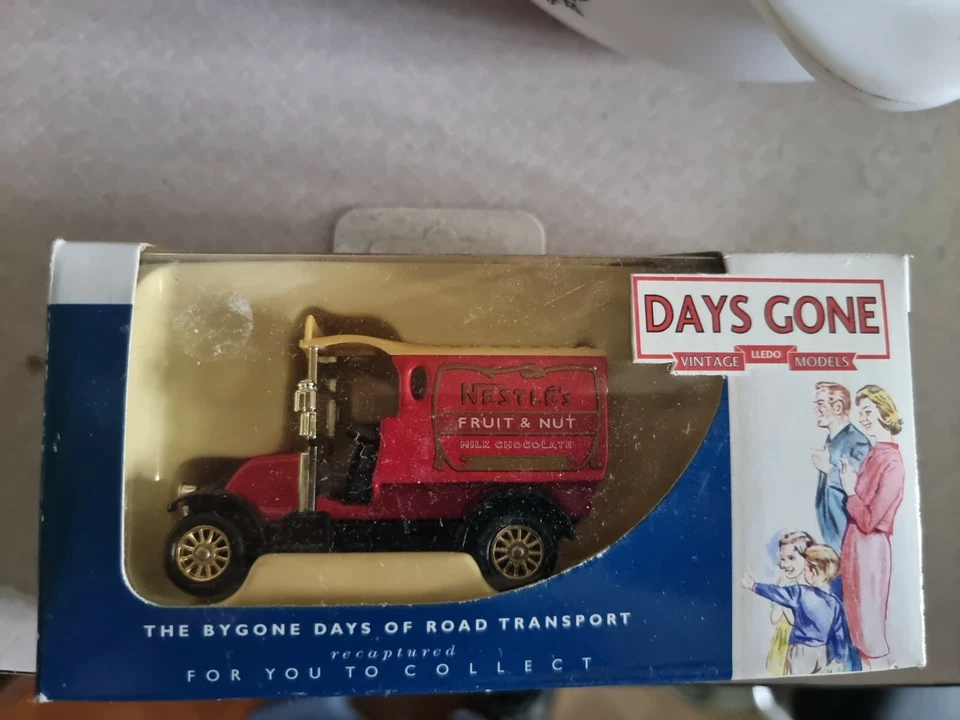 DAYS GONE
VINTAGE LLEDO MODELS
NESTLÉ'S
FRUIT & NUT
MILK CHOCOLATE
THE BYGONE DAYS OF ROAD TRANSPORT
recaptured
FOR YOU TO COLLECT